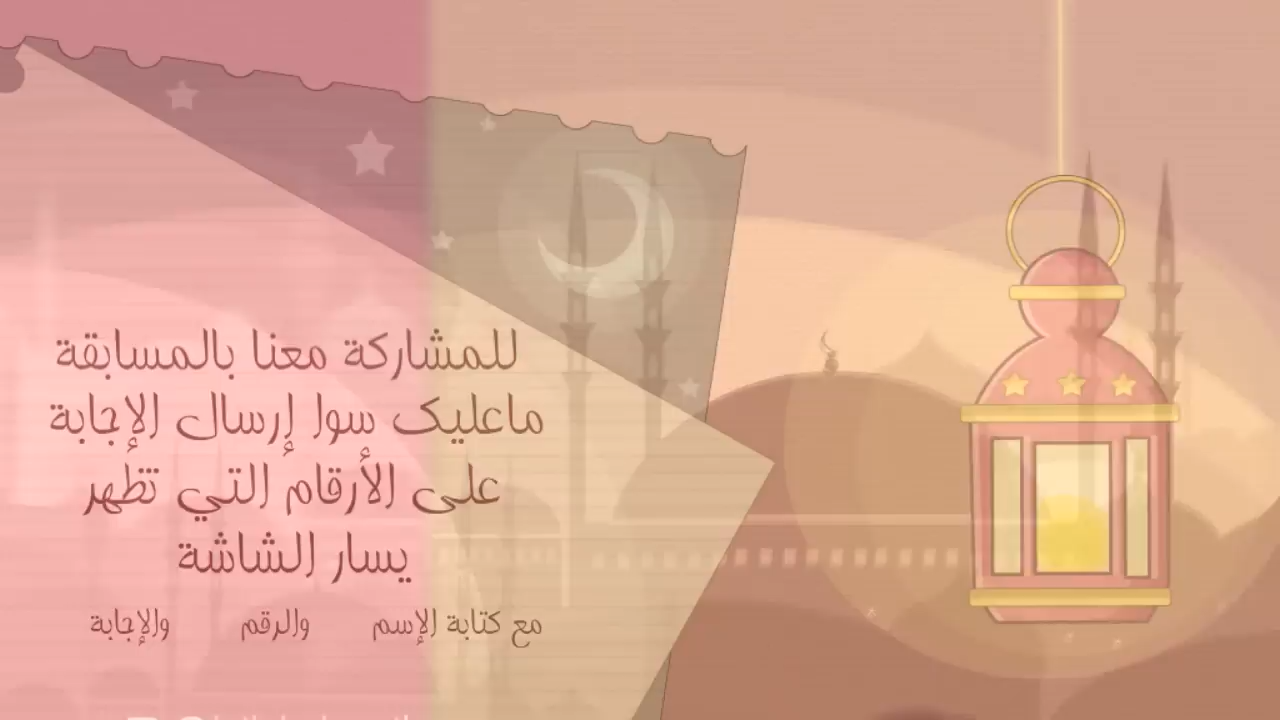 للمشاركة معنا بالمسابقة
ماعليك سوا إرسال الإجابة
على الأرقام التي تظهر
يسار الشاشة
مع كتابة الإسم والرقم والإجابة